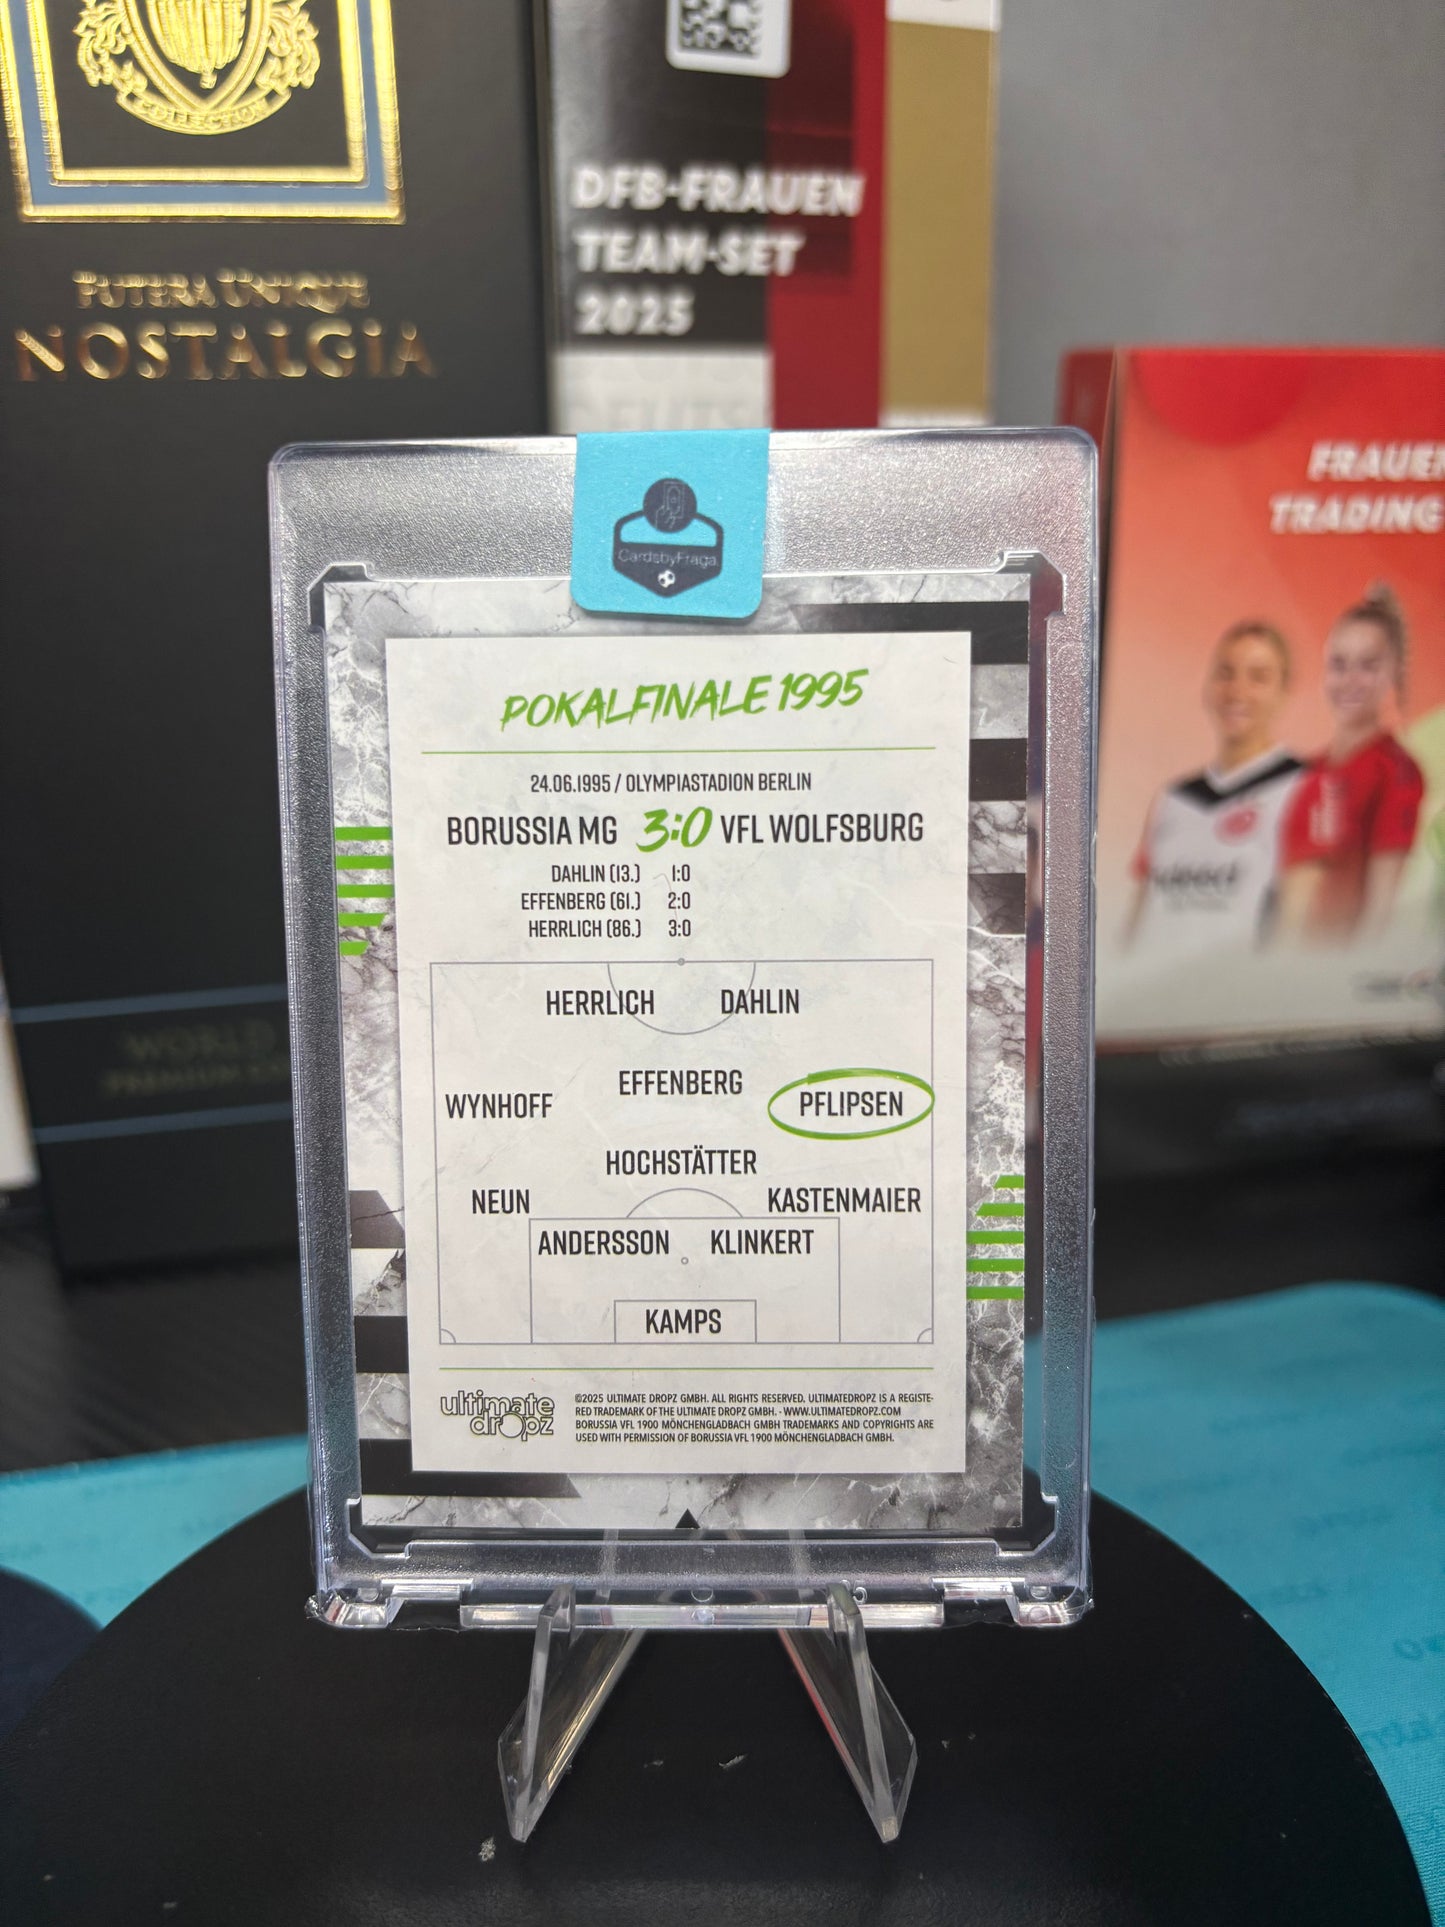 COLLECTION
FUTERA UNIQUE
NOSTALGIA
WORLD
PREMIUM
DFB-FRAUEN
TEAM-SET
2025
FRAUEN
TRADING
CardsbyFraga
POKALFINALE 1995
24.06.1995 / OLYMPIASTADION BERLIN
BORUSSIA MG 3:0 VFL WOLFSBURG
DAHLIN (13.) 1:0
EFFENBERG (61.) 2:0
HERRLICH (86.) 3:0
HERRLICH DAHLIN
EFFENBERG
WYNHOFF PFLIPSEN
HOCHSTÄTTER
NEUN KASTENMAIER
ANDERSSON KLINKERT
KAMPS
ultimate
dropz
©2025 ULTIMATE DROPZ GMBH. ALL RIGHTS RESERVED. ULTIMATEDROPZ IS A REGISTE-
RED TRADEMARK OF THE ULTIMATE DROPZ GMBH. - WWW.ULTIMATEDROPZ.COM
BORUSSIA VFL 1900 MÖNCHENGLADBACH GMBH TRADEMARKS AND COPYRIGHTS ARE
USED WITH PERMISSION OF BORUSSIA VFL 1900 MÖNCHENGLADBACH GMBH.